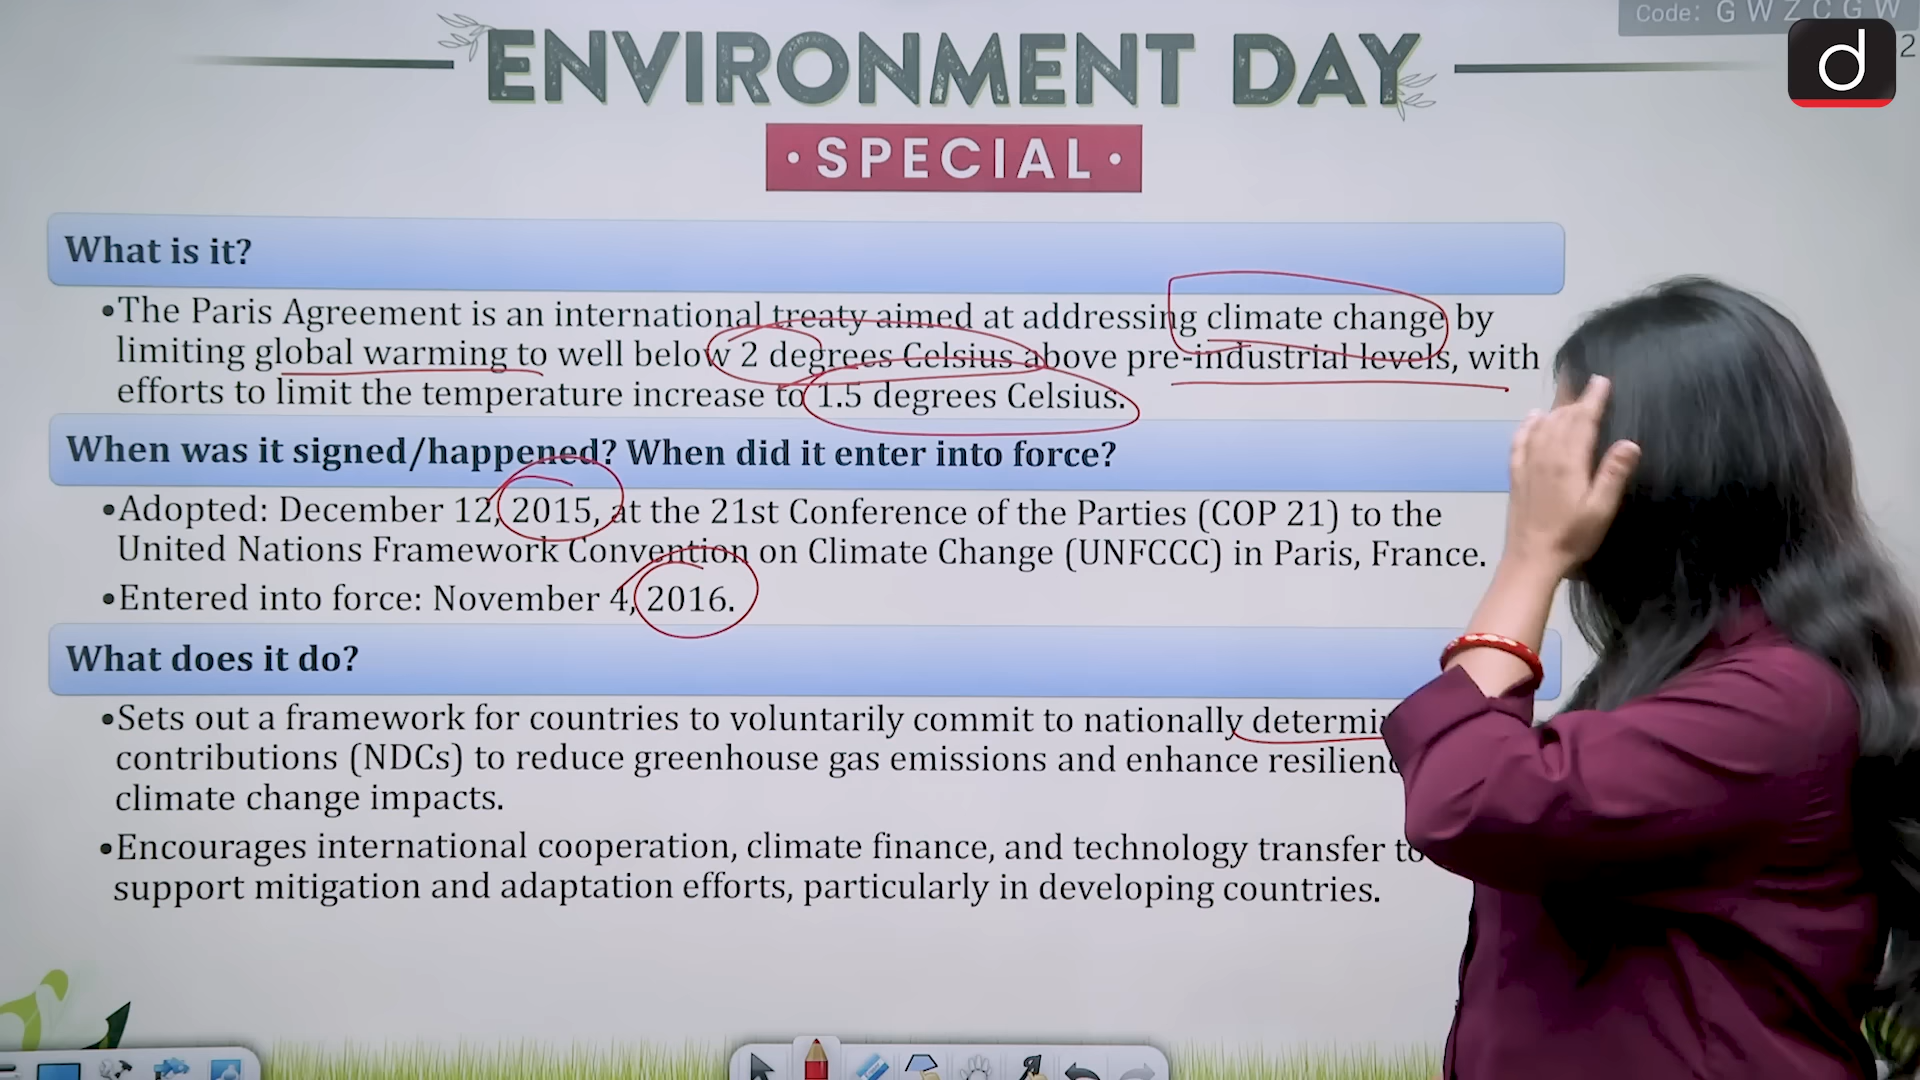 Code: G W Z C G W
ENVIRONMENT DAY
2
d
• SPECIAL •
What is it?
•The Paris Agreement is an international treaty aimed at addressing climate change by
limiting global warming to well below 2 degrees Celsius above pre-industrial levels, with
efforts to limit the temperature increase to 1.5 degrees Celsius.
When was it signed/happened? When did it enter into force?
•Adopted: December 12, 2015, at the 21st Conference of the Parties (COP 21) to the
United Nations Framework Convention on Climate Change (UNFCCC) in Paris, France.
•Entered into force: November 4, 2016.
What does it do?
•Sets out a framework for countries to voluntarily commit to nationally
contributions (NDCs) to reduce greenhouse gas emissions and enhance
climate change impacts.
•Encourages international cooperation, climate finance, and technology transfer to
support mitigation and adaptation efforts, particularly in developing countries.